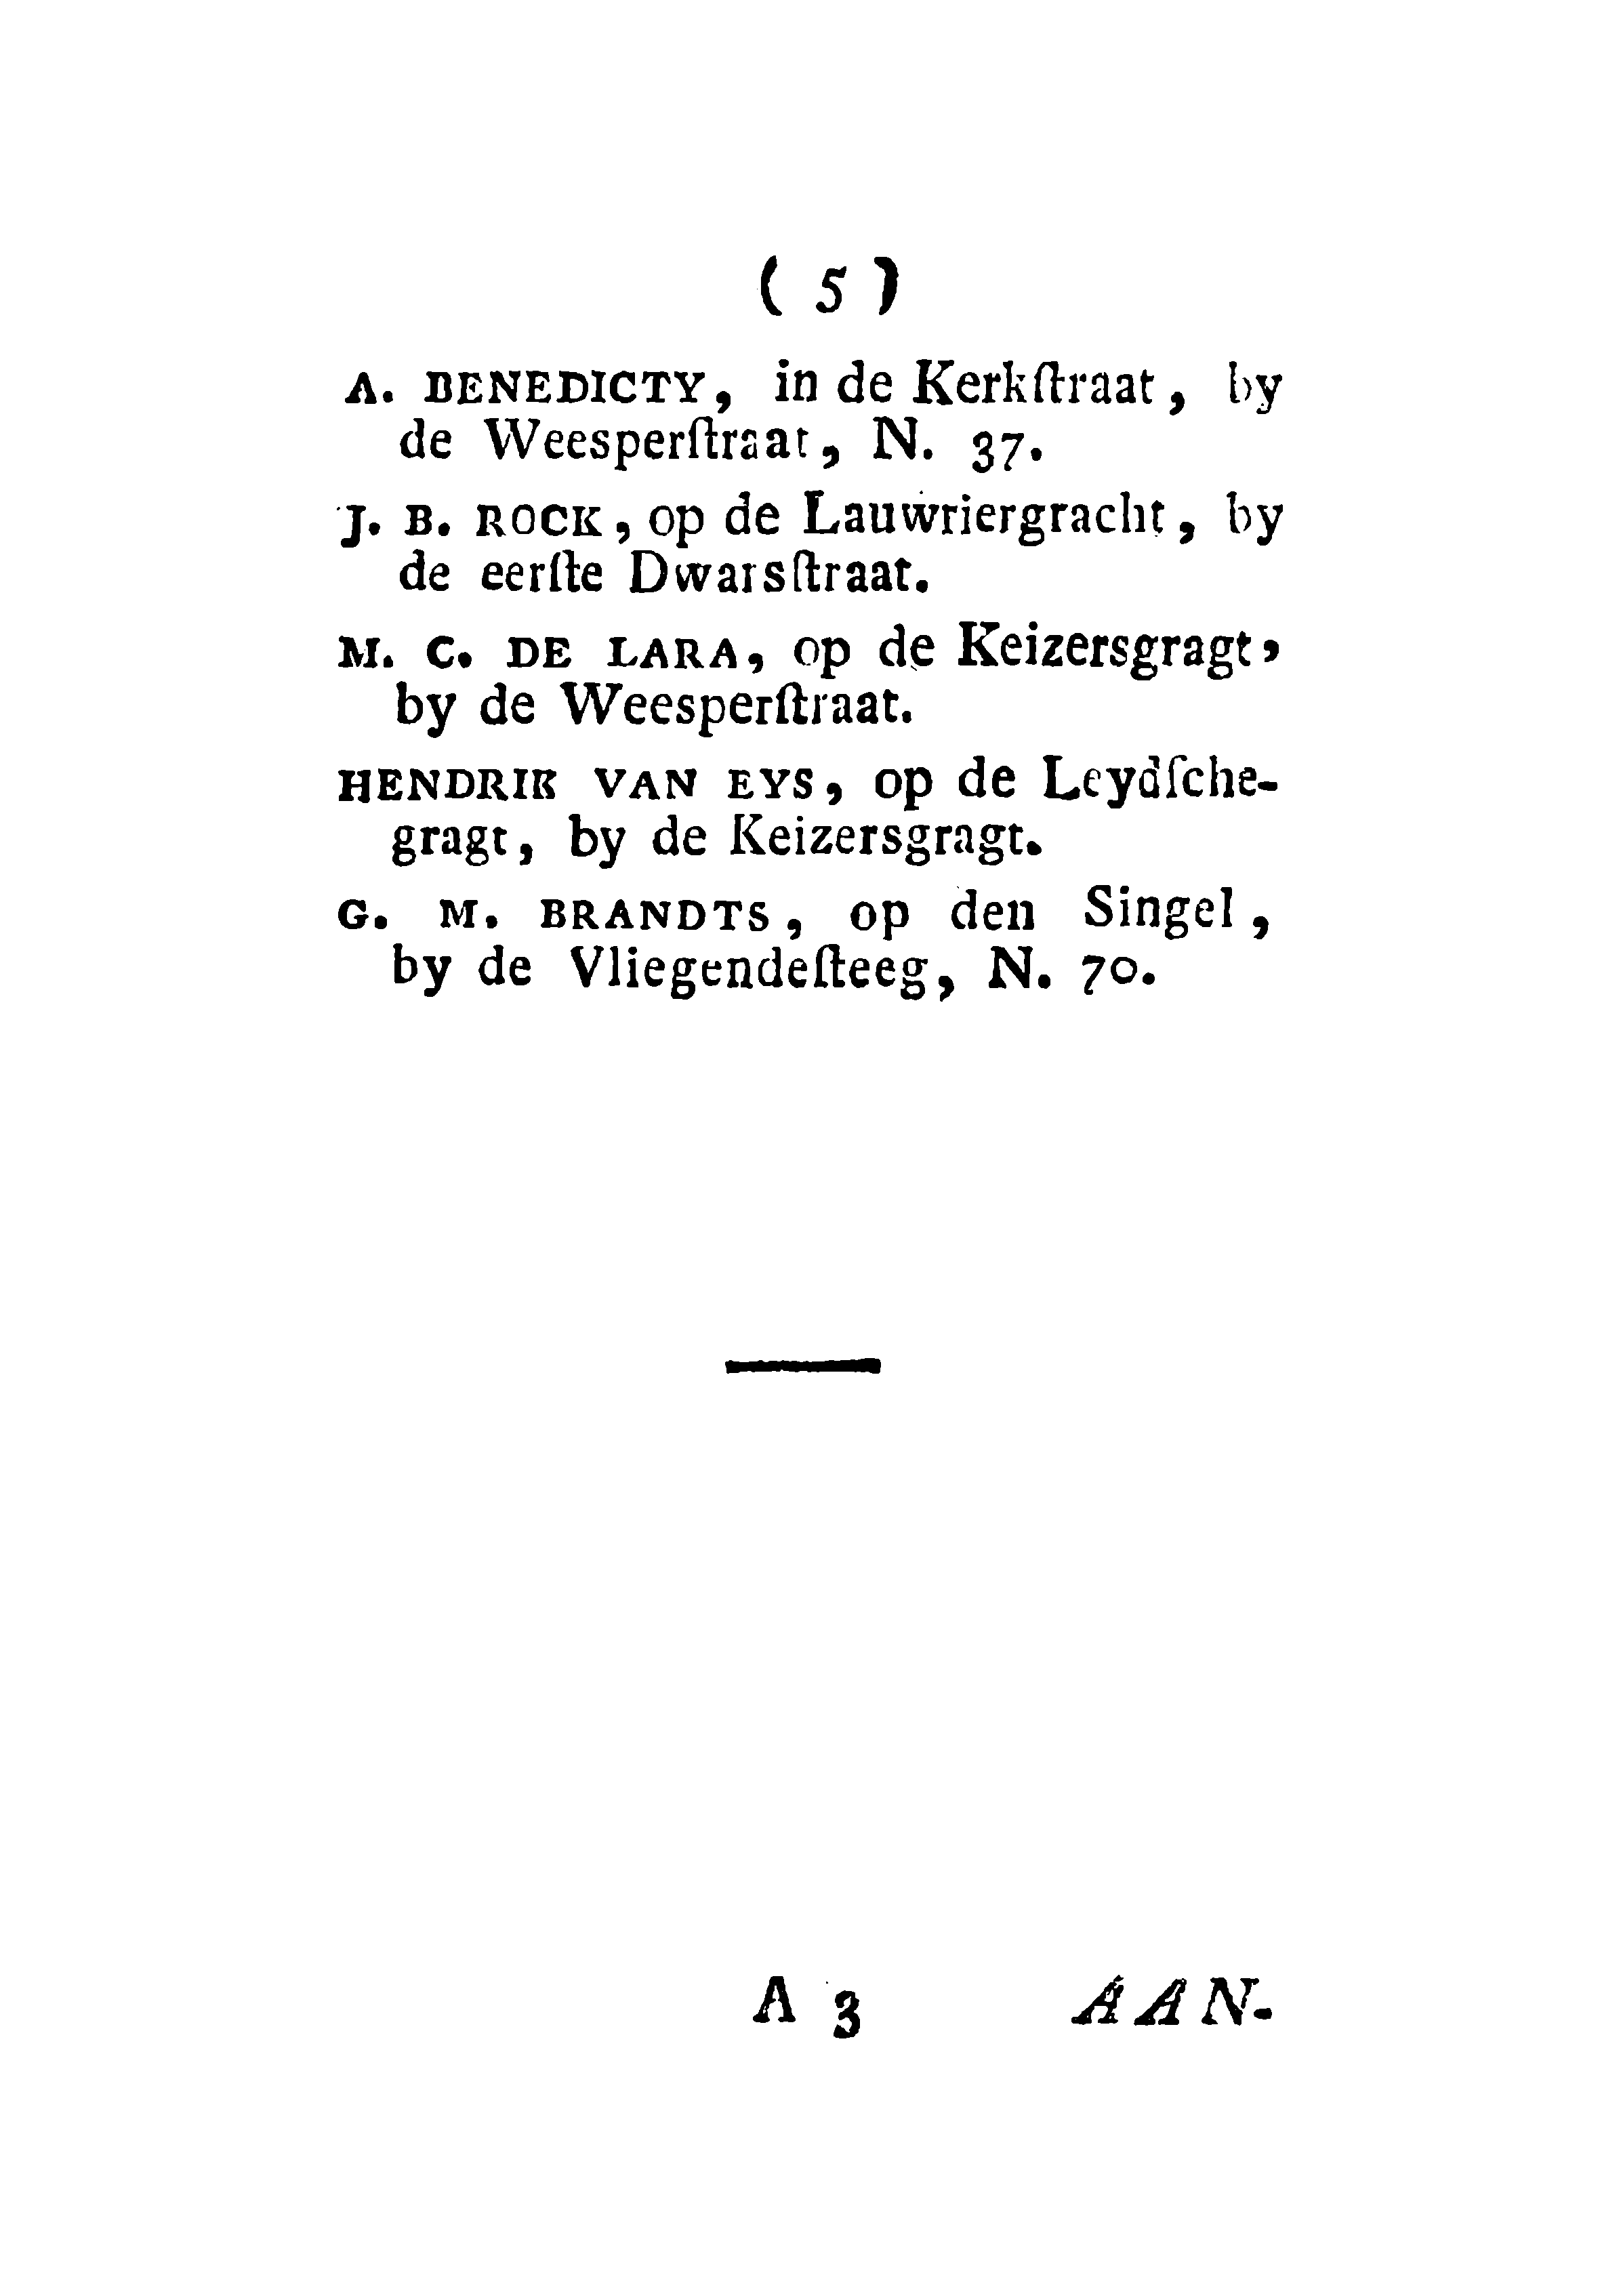 ( 5 )
A. BENEDICTY, in de Kerkſtraat, by
de Weesperſtraat, N. 37.
J. B. ROCK, op de Lauwriergracht, by
de eerſte Dwarsſtraat.
M. C. DE LARA, op de Keizersgragt,
by de Weesperſtraat.
HENDRIK VAN EYS, op de Leydſche-
gragt, by de Keizersgragt.
G. M. BRANDTS, op den Singel,
by de Vliegendeſteeg, N. 70.
A 3 AAN-